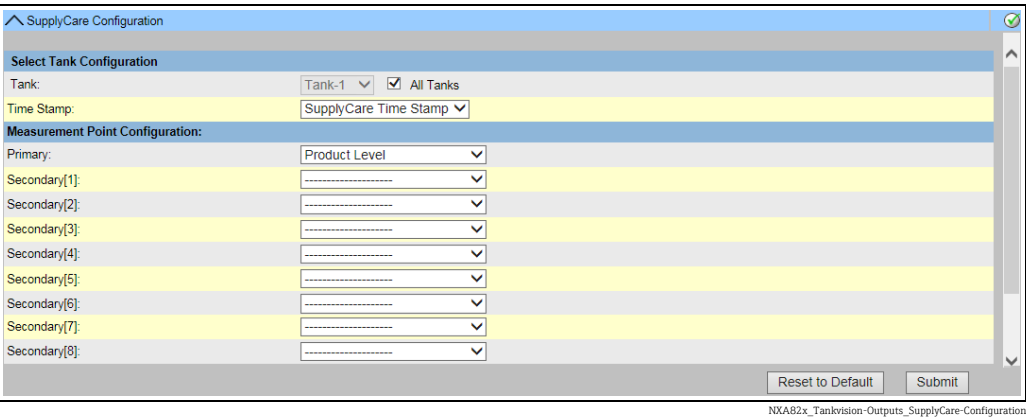 SupplyCare Configuration
Select Tank Configuration
Tank: Tank-1 All Tanks
Time Stamp: SupplyCare Time Stamp
Measurement Point Configuration:
Primary: Product Level
Secondary[1]: --------------------
Secondary[2]: --------------------
Secondary[3]: --------------------
Secondary[4]: --------------------
Secondary[5]: --------------------
Secondary[6]: --------------------
Secondary[7]: --------------------
Secondary[8]: --------------------
Reset to Default Submit
NXA82x_Tankvision-Outputs_SupplyCare-Configuration